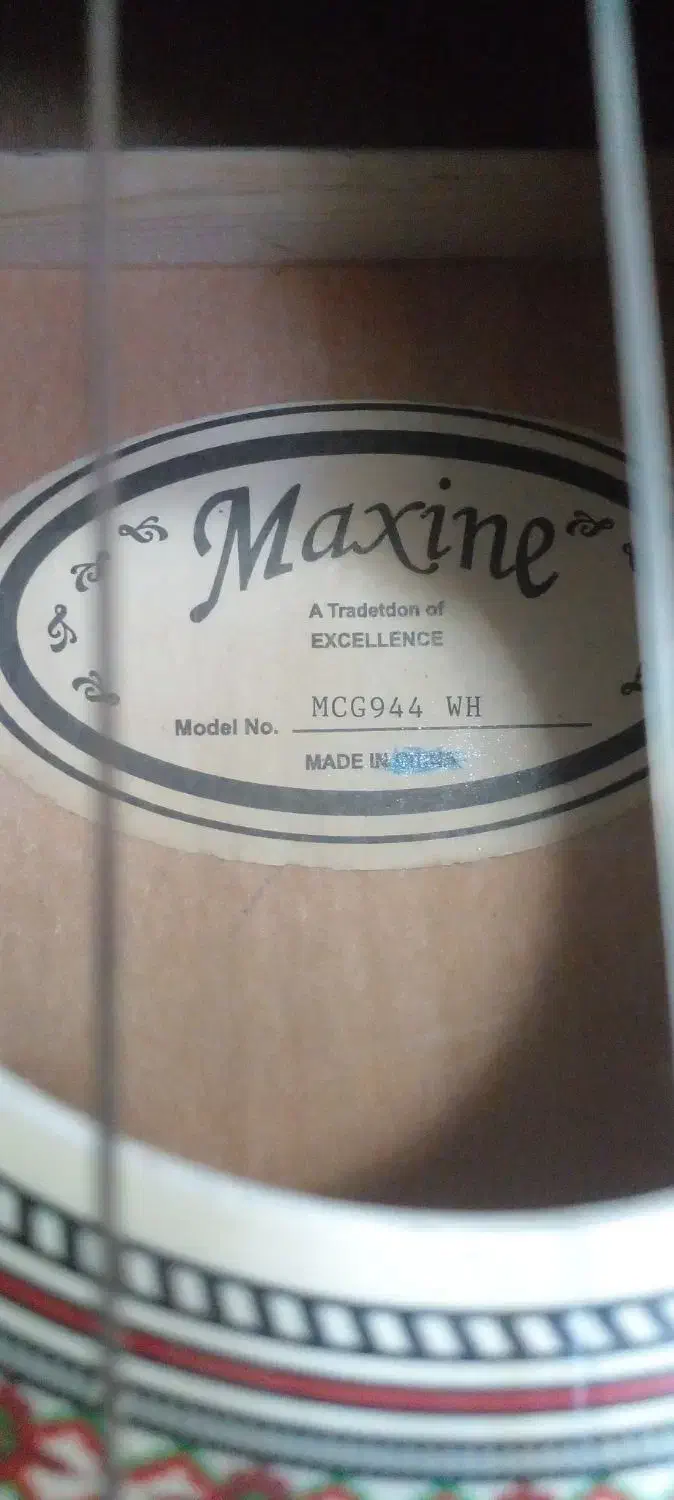 Maxine
A Tradetdon of
EXCELLENCE
Model No. MCG944 WH
MADE IN